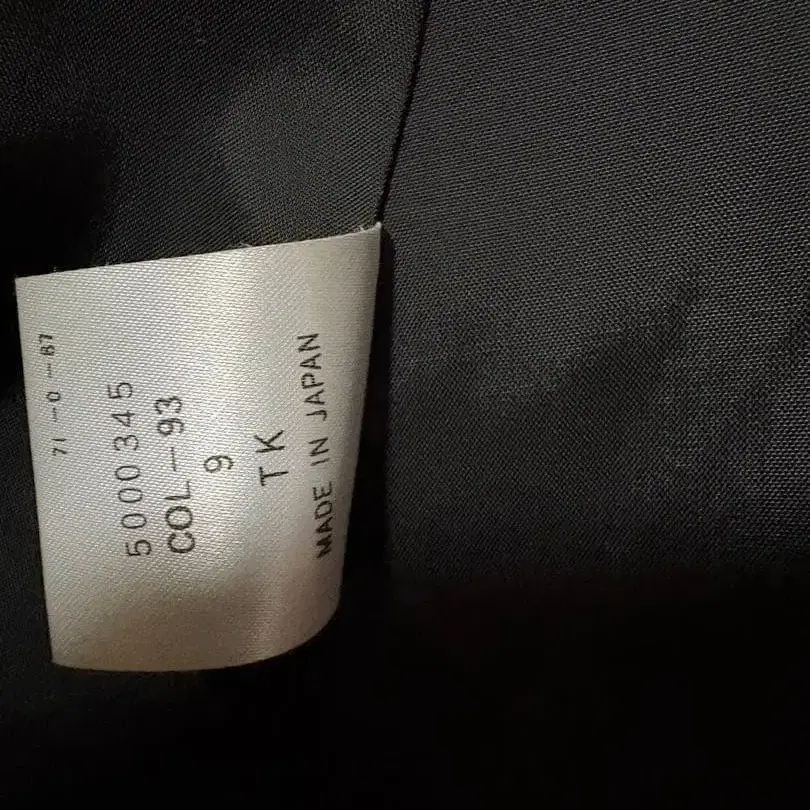 71 -0 -87
5000345
COL-93
9
TK
MADE IN JAPAN